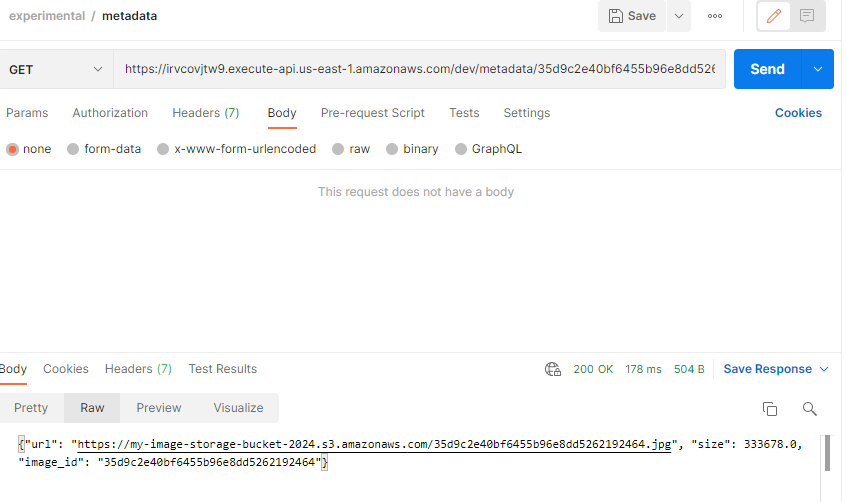 experimental / metadata
Save
GET
https://irvcovjtw9.execute-api.us-east-1.amazonaws.com/dev/metadata/35d9c2e40bf6455b96e8dd526
Send
Params Authorization Headers (7) Body Pre-request Script Tests Settings Cookies
none form-data x-www-form-urlencoded raw binary GraphQL
This request does not have a body
Body Cookies Headers (7) Test Results 200 OK 178 ms 504 B Save Response
Pretty Raw Preview Visualize
{"url": "https://my-image-storage-bucket-2024.s3.amazonaws.com/35d9c2e40bf6455b96e8dd5262192464.jpg", "size": 333678.0,
"image_id": "35d9c2e40bf6455b96e8dd5262192464"}